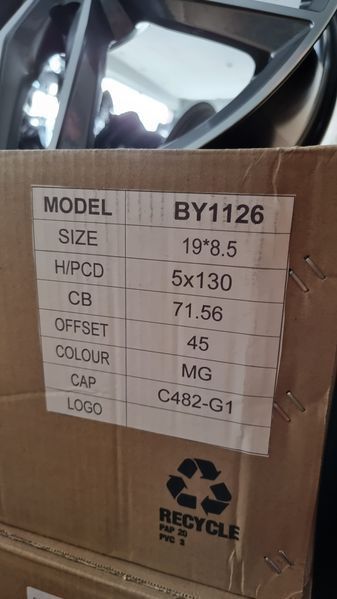 MODEL BY1126
SIZE 19*8.5
H/PCD 5x130
CB 71.56
OFFSET 45
COLOUR MG
CAP C482-G1
LOGO
RECYCLE
PAP 20
PVC 3